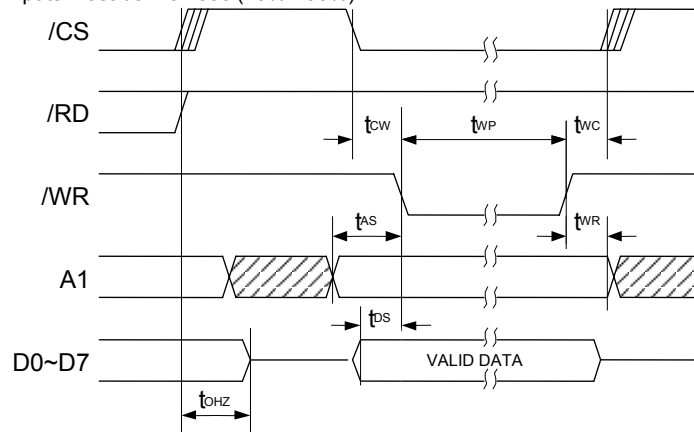 /CS
/RD
tCW tWP tWC
/WR
tAS tWR
A1
tDS
D0~D7 VALID DATA
tOHZ